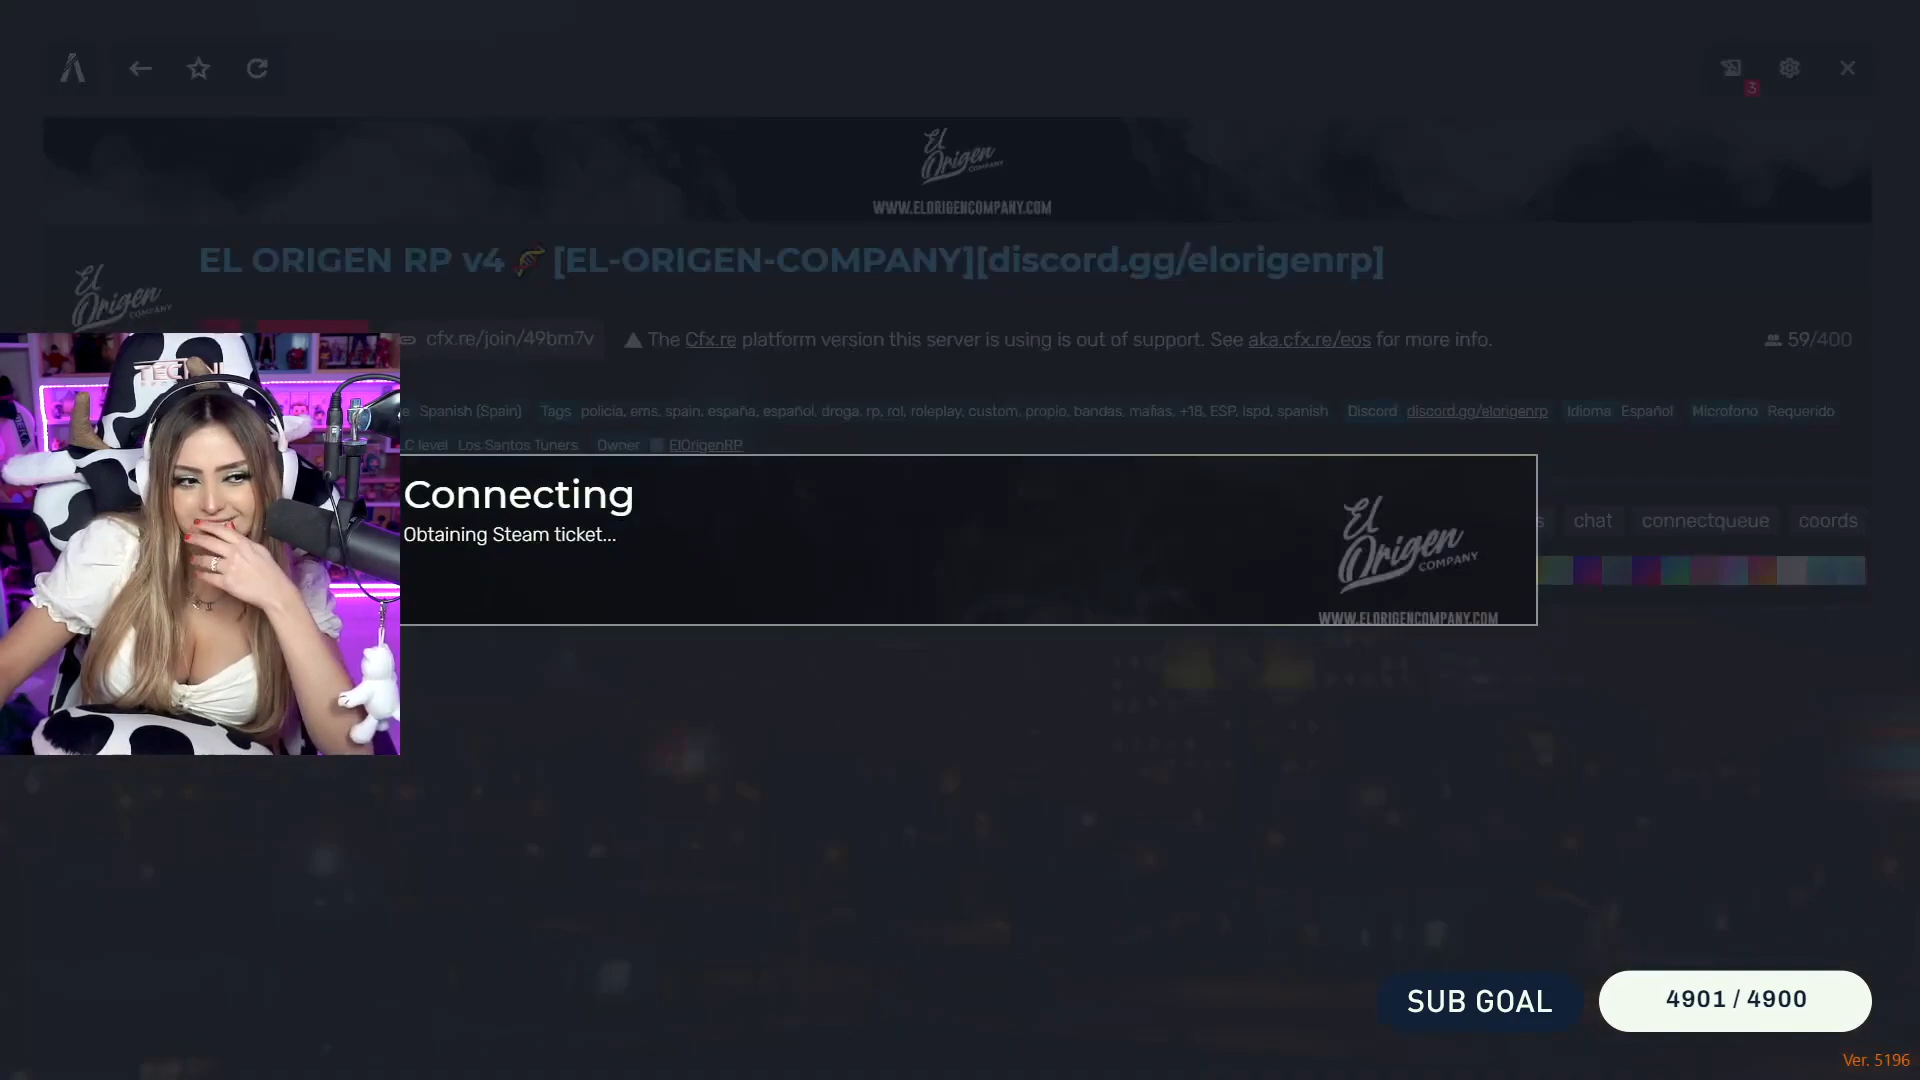 3
El
Origen
COMPANY
WWW.ELORIGENCOMPANY.COM
EL ORIGEN RP v4 [EL-ORIGEN-COMPANY][discord.gg/elorigenrp]
El
Origen
COMPANY
cfx.re/join/49bm7v
The Cfx.re platform version this server is using is out of support. See aka.cfx.re/eos for more info.
59/400
Spanish (Spain) Tags policia, ems, spain, españa, español, droga, rp, rol, roleplay, custom, propio, bandas, mafias, +18, ESP, lspd, spanish Discord discord.gg/elorigenrp Idioma Español Microfono Requerido
level Los Santos Tuners Owner ElOrigenRP
Connecting
Obtaining Steam ticket...
El
Origen
COMPANY
WWW.ELORIGENCOMPANY.COM
chat connectqueue coords
SUB GOAL 4901 / 4900
Ver. 5196